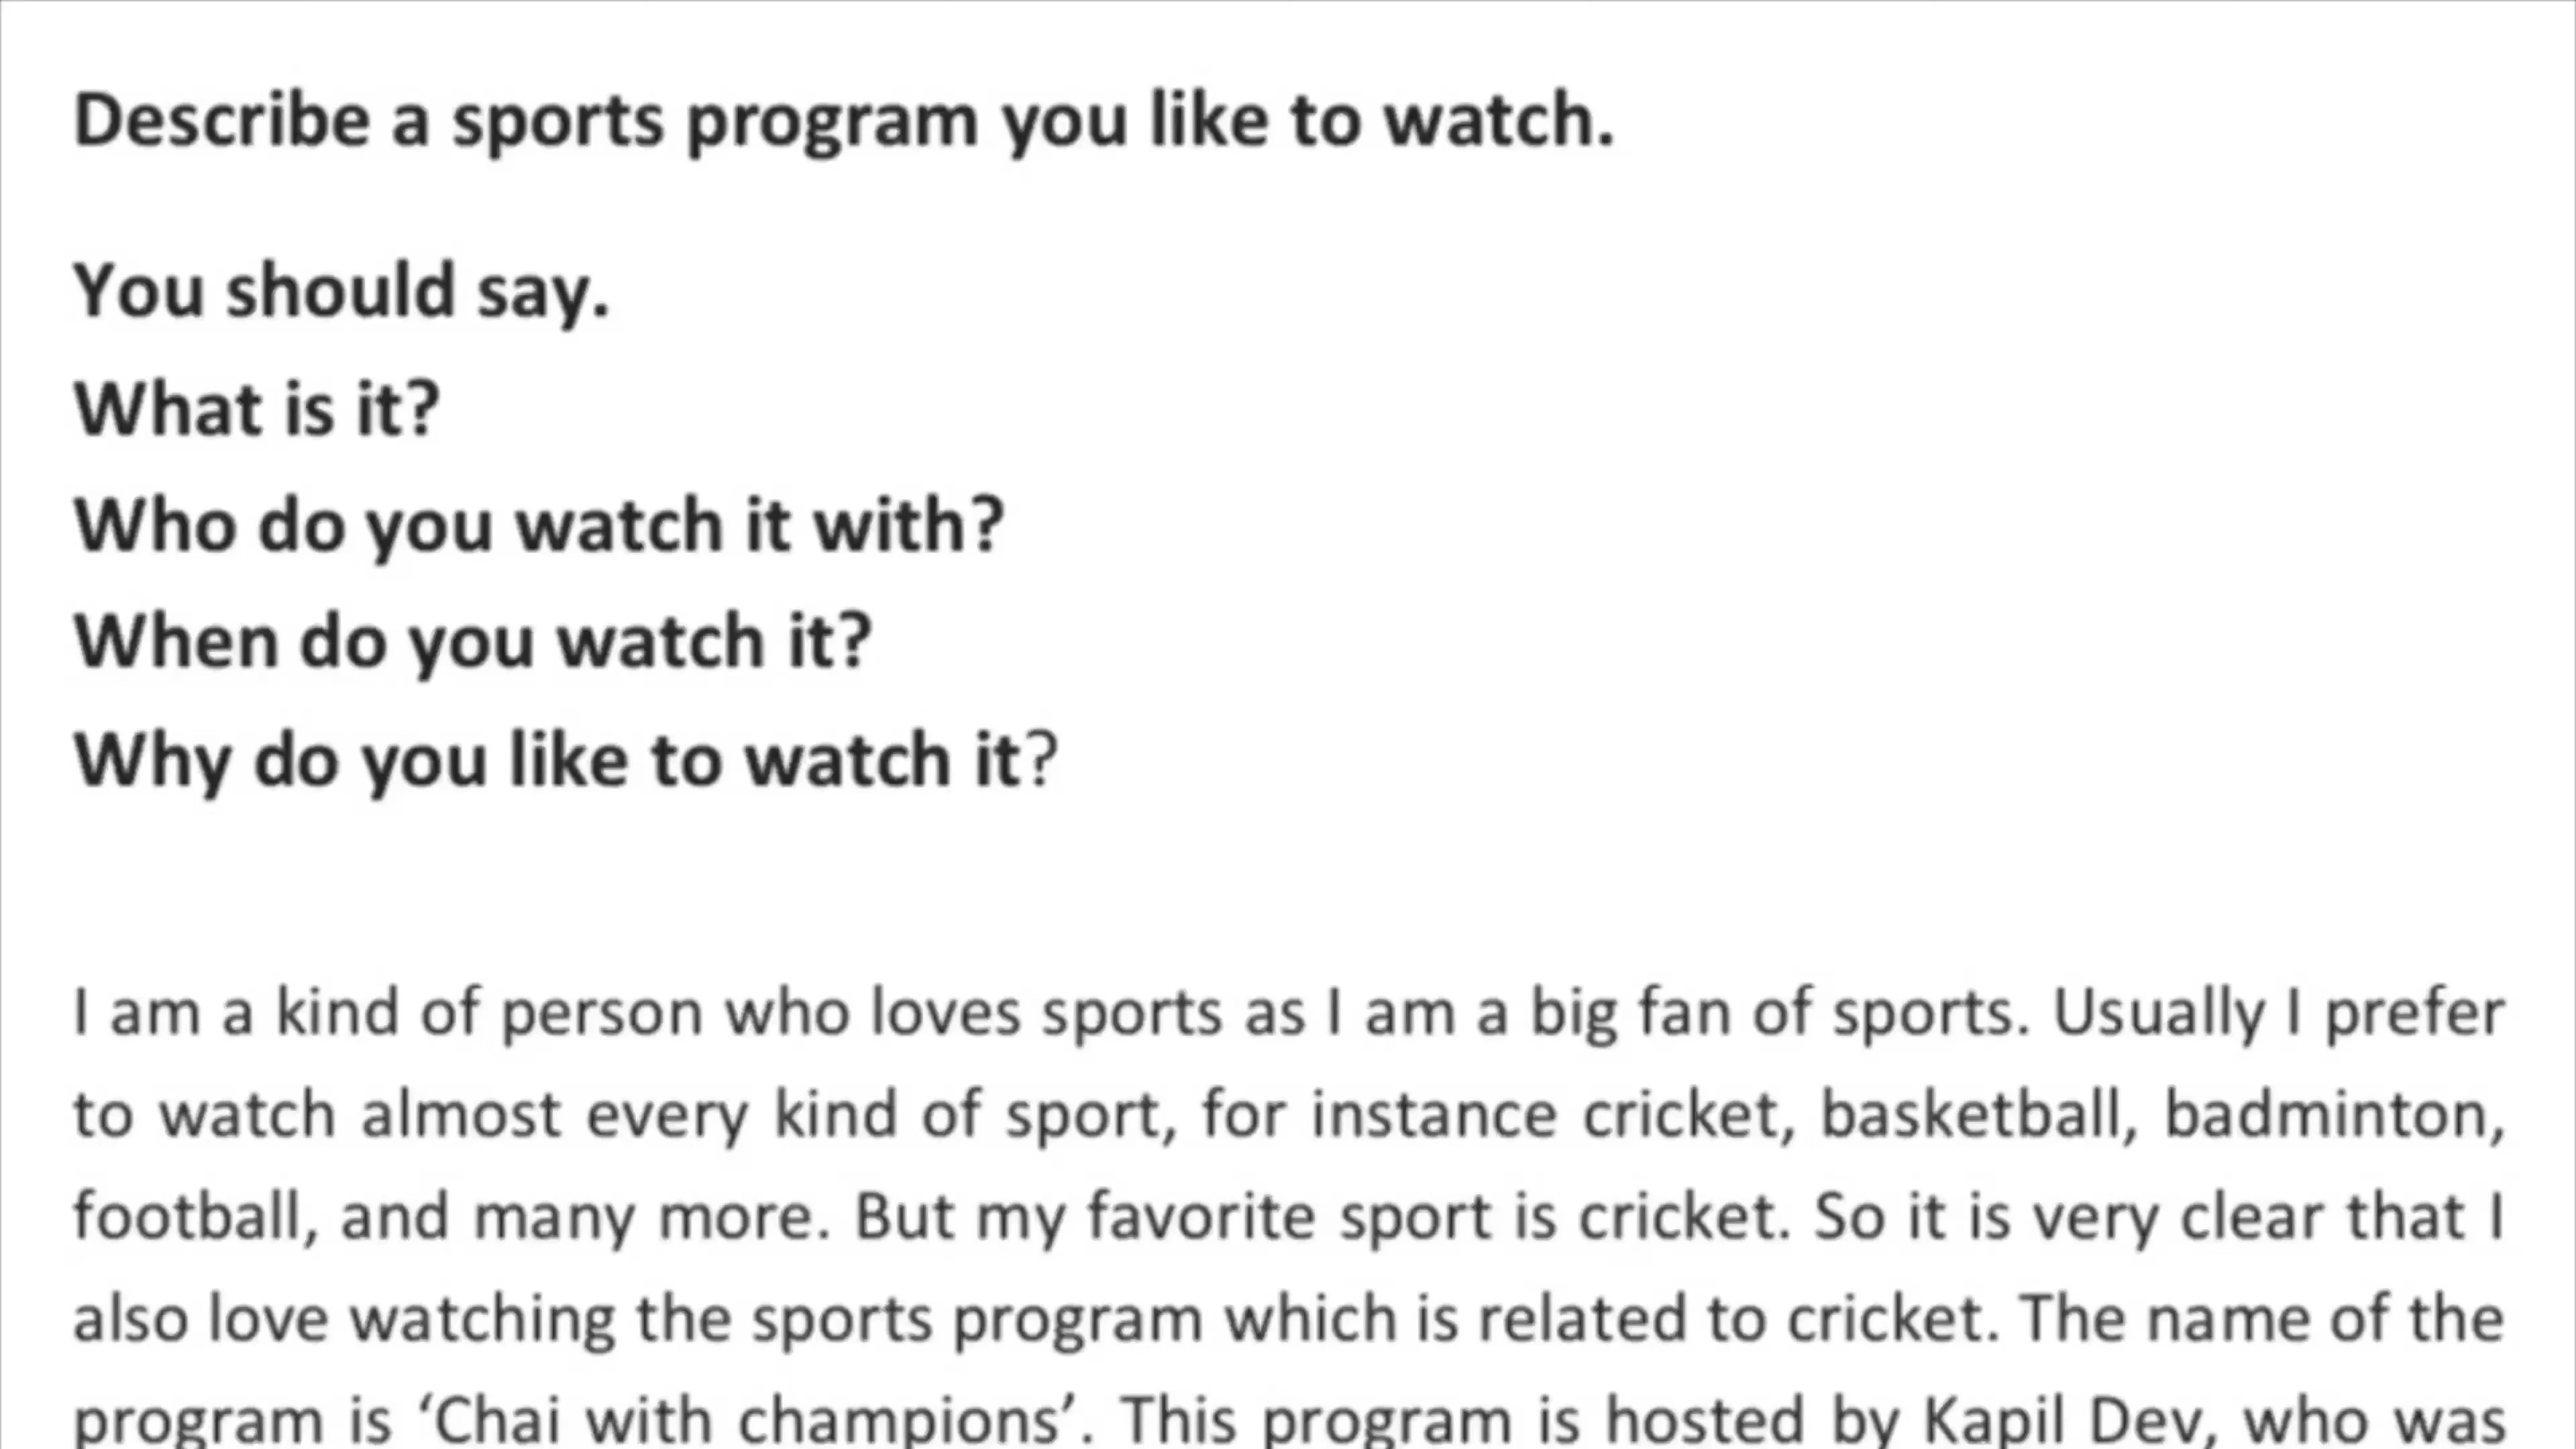 Describe a sports program you like to watch.
You should say.
What is it?
Who do you watch it with?
When do you watch it?
Why do you like to watch it?
I am a kind of person who loves sports as I am a big fan of sports. Usually I prefer
to watch almost every kind of sport, for instance cricket, basketball, badminton,
football, and many more. But my favorite sport is cricket. So it is very clear that I
also love watching the sports program which is related to cricket. The name of the
program is ‘Chai with champions’. This program is hosted by Kapil Dev, who was